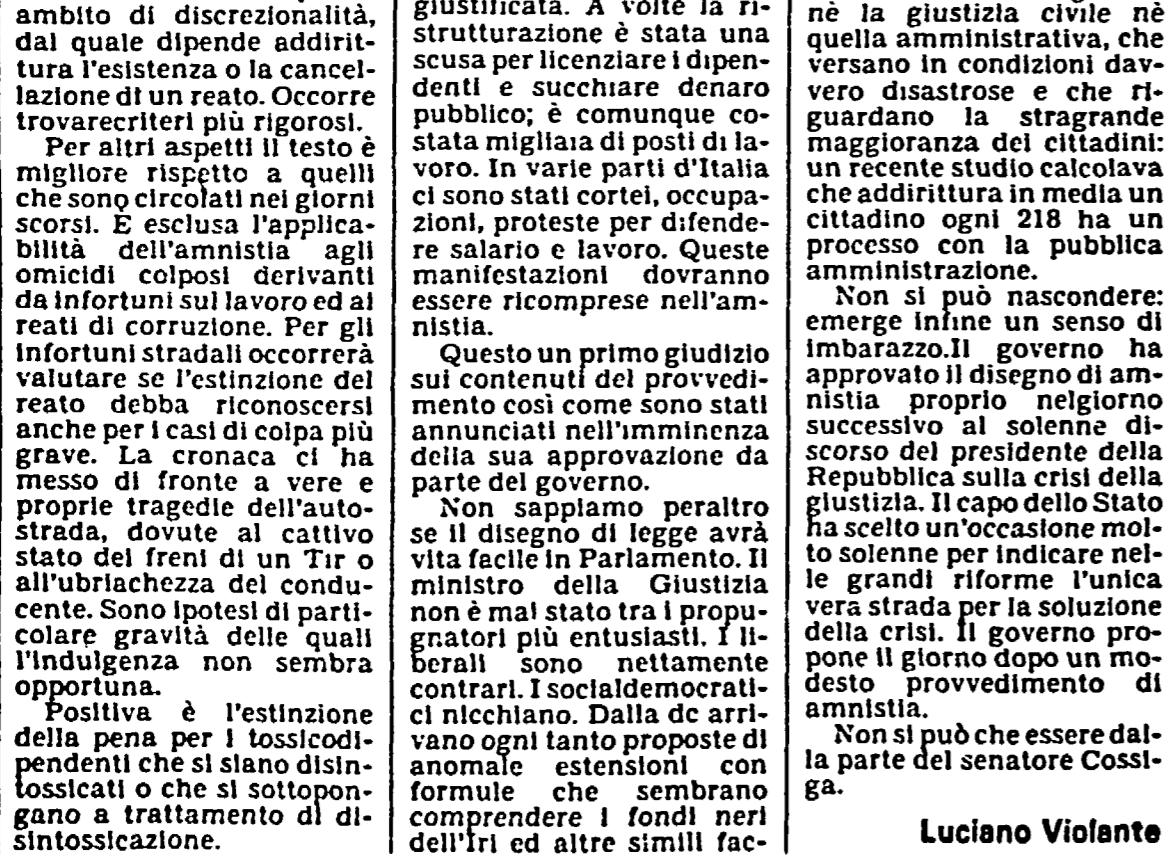 ambito di discrezionalità,
dal quale dipende addirit-
tura l'esistenza o la cancel-
lazione di un reato. Occorre
trovarecriteri più rigorosi.
Per altri aspetti il testo è
migliore rispetto a quelli
che sono circolati nei giorni
scorsi. È esclusa l'applica-
bilità dell'amnistia agli
omicidi colposi derivanti
da infortuni sul lavoro ed ai
reati di corruzione. Per gli
infortuni stradali occorrerà
valutare se l'estinzione del
reato debba riconoscersi
anche per i casi di colpa più
grave. La cronaca ci ha
messo di fronte a vere e
proprie tragedie dell'auto-
strada, dovute al cattivo
stato dei freni di un Tir o
all'ubriachezza del condu-
cente. Sono ipotesi di parti-
colare gravità delle quali
l'indulgenza non sembra
opportuna.
Positiva è l'estinzione
della pena per i tossicodi-
pendenti che si siano disin-
tossicati o che si sottopon-
gano a trattamento di di-
sintossicazione.
giustificata. A volte la ri-
strutturazione è stata una
scusa per licenziare i dipen-
denti e succhiare denaro
pubblico; è comunque co-
stata migliaia di posti di la-
voro. In varie parti d'Italia
ci sono stati cortei, occupa-
zioni, proteste per difende-
re salario e lavoro. Queste
manifestazioni dovranno
essere ricomprese nell'am-
nistia.
Questo un primo giudizio
sui contenuti del provvedi-
mento così come sono stati
annunciati nell'imminenza
della sua approvazione da
parte del governo.
Non sappiamo peraltro
se il disegno di legge avrà
vita facile in Parlamento. Il
ministro della Giustizia
non è mai stato tra i propu-
gnatori più entusiasti. I li-
berali sono nettamente
contrari. I socialdemocrati-
ci nicchiano. Dalla dc arri-
vano ogni tanto proposte di
anomale estensioni con
formule che sembrano
comprendere i fondi neri
dell'Iri ed altre simili fac-
nè la giustizia civile nè
quella amministrativa, che
versano in condizioni dav-
vero disastrose e che ri-
guardano la stragrande
maggioranza dei cittadini:
un recente studio calcolava
che addirittura in media un
cittadino ogni 218 ha un
processo con la pubblica
amministrazione.
Non si può nascondere:
emerge infine un senso di
imbarazzo.Il governo ha
approvato il disegno di am-
nistia proprio nelgiorno
successivo al solenne di-
scorso del presidente della
Repubblica sulla crisi della
giustizia. Il capo dello Stato
ha scelto un'occasione mol-
to solenne per indicare nel-
le grandi riforme l'unica
vera strada per la soluzione
della crisi. Il governo pro-
pone il giorno dopo un mo-
desto provvedimento di
amnistia.
Non si può che essere dal-
la parte del senatore Cossi-
ga.
Luciano Violante